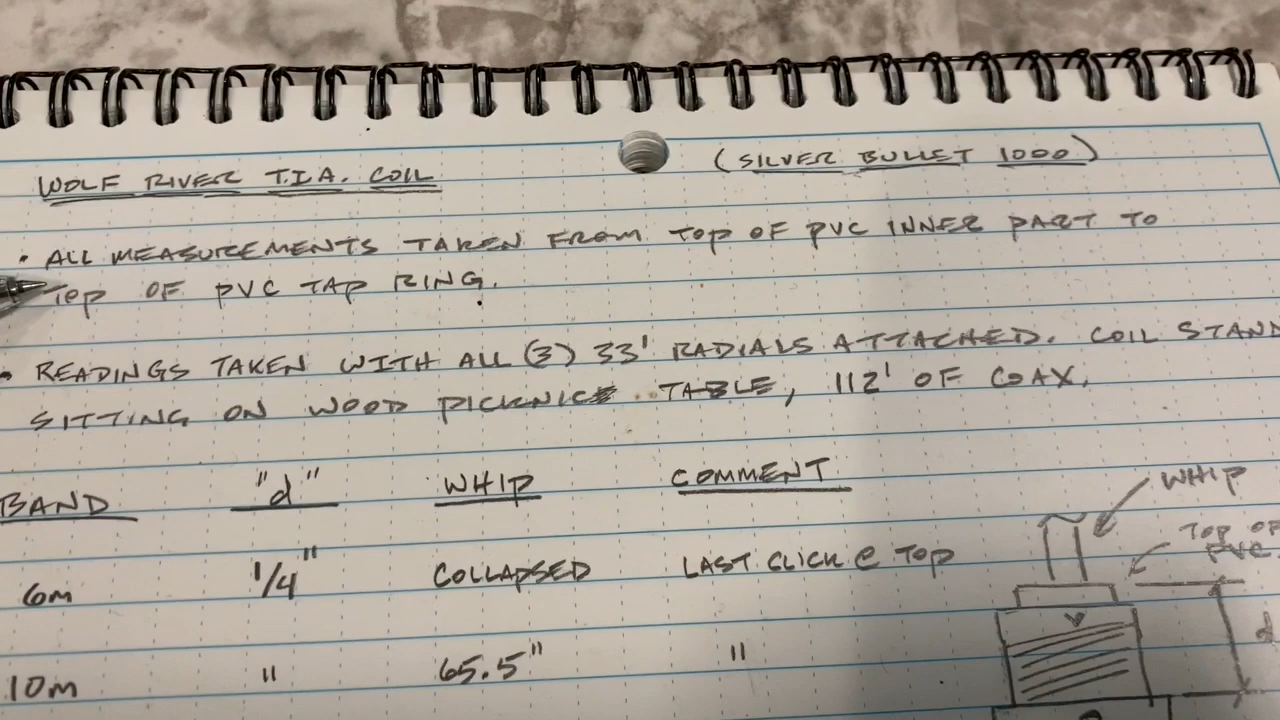 WOLF RIVER T.I.A. COIL (SILVER BULLET 1000)
• ALL MEASUREMENTS TAKEN FROM TOP OF PVC INNER PART TO
TOP OF PVC TAP RING.
• READINGS TAKEN WITH ALL (3) 33' RADIALS ATTACHED. COIL STAND
SITTING ON WOOD PICKNIC TABLE, 112' OF COAX.
BAND "d" WHIP COMMENT
WHIP
TOP OF
PVC
6m 1/4" COLLAPSED LAST CLICK @ TOP
d
10m " 65.5" "